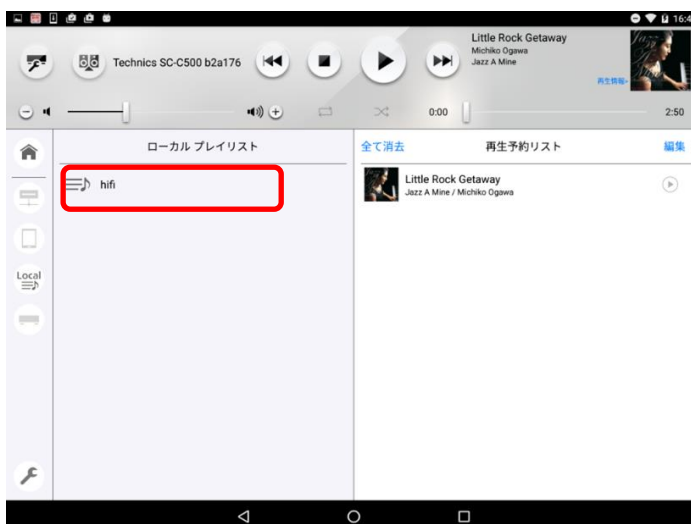 16:4
Technics SC-C500 b2a176
Little Rock Getaway
Michiko Ogawa
Jazz A Mine
再生情報
0:00
2:50
ローカル プレイリスト
全て消去
再生予約リスト
編集
hifi
Little Rock Getaway
Jazz A Mine / Michiko Ogawa
Local